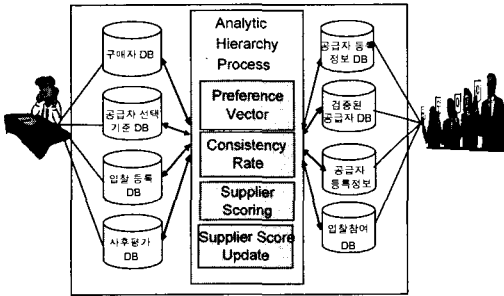 구매자 DB
공급자 선택
기준 DB
입찰 등록
DB
사후평가
DB
Analytic
Hierarchy
Process
Preference
Vector
Consistency
Rate
Supplier
Scoring
Supplier Score
Update
공급자 등록
정보 DB
검증된
공급자 DB
공급자
등록정보
입찰참여
DB